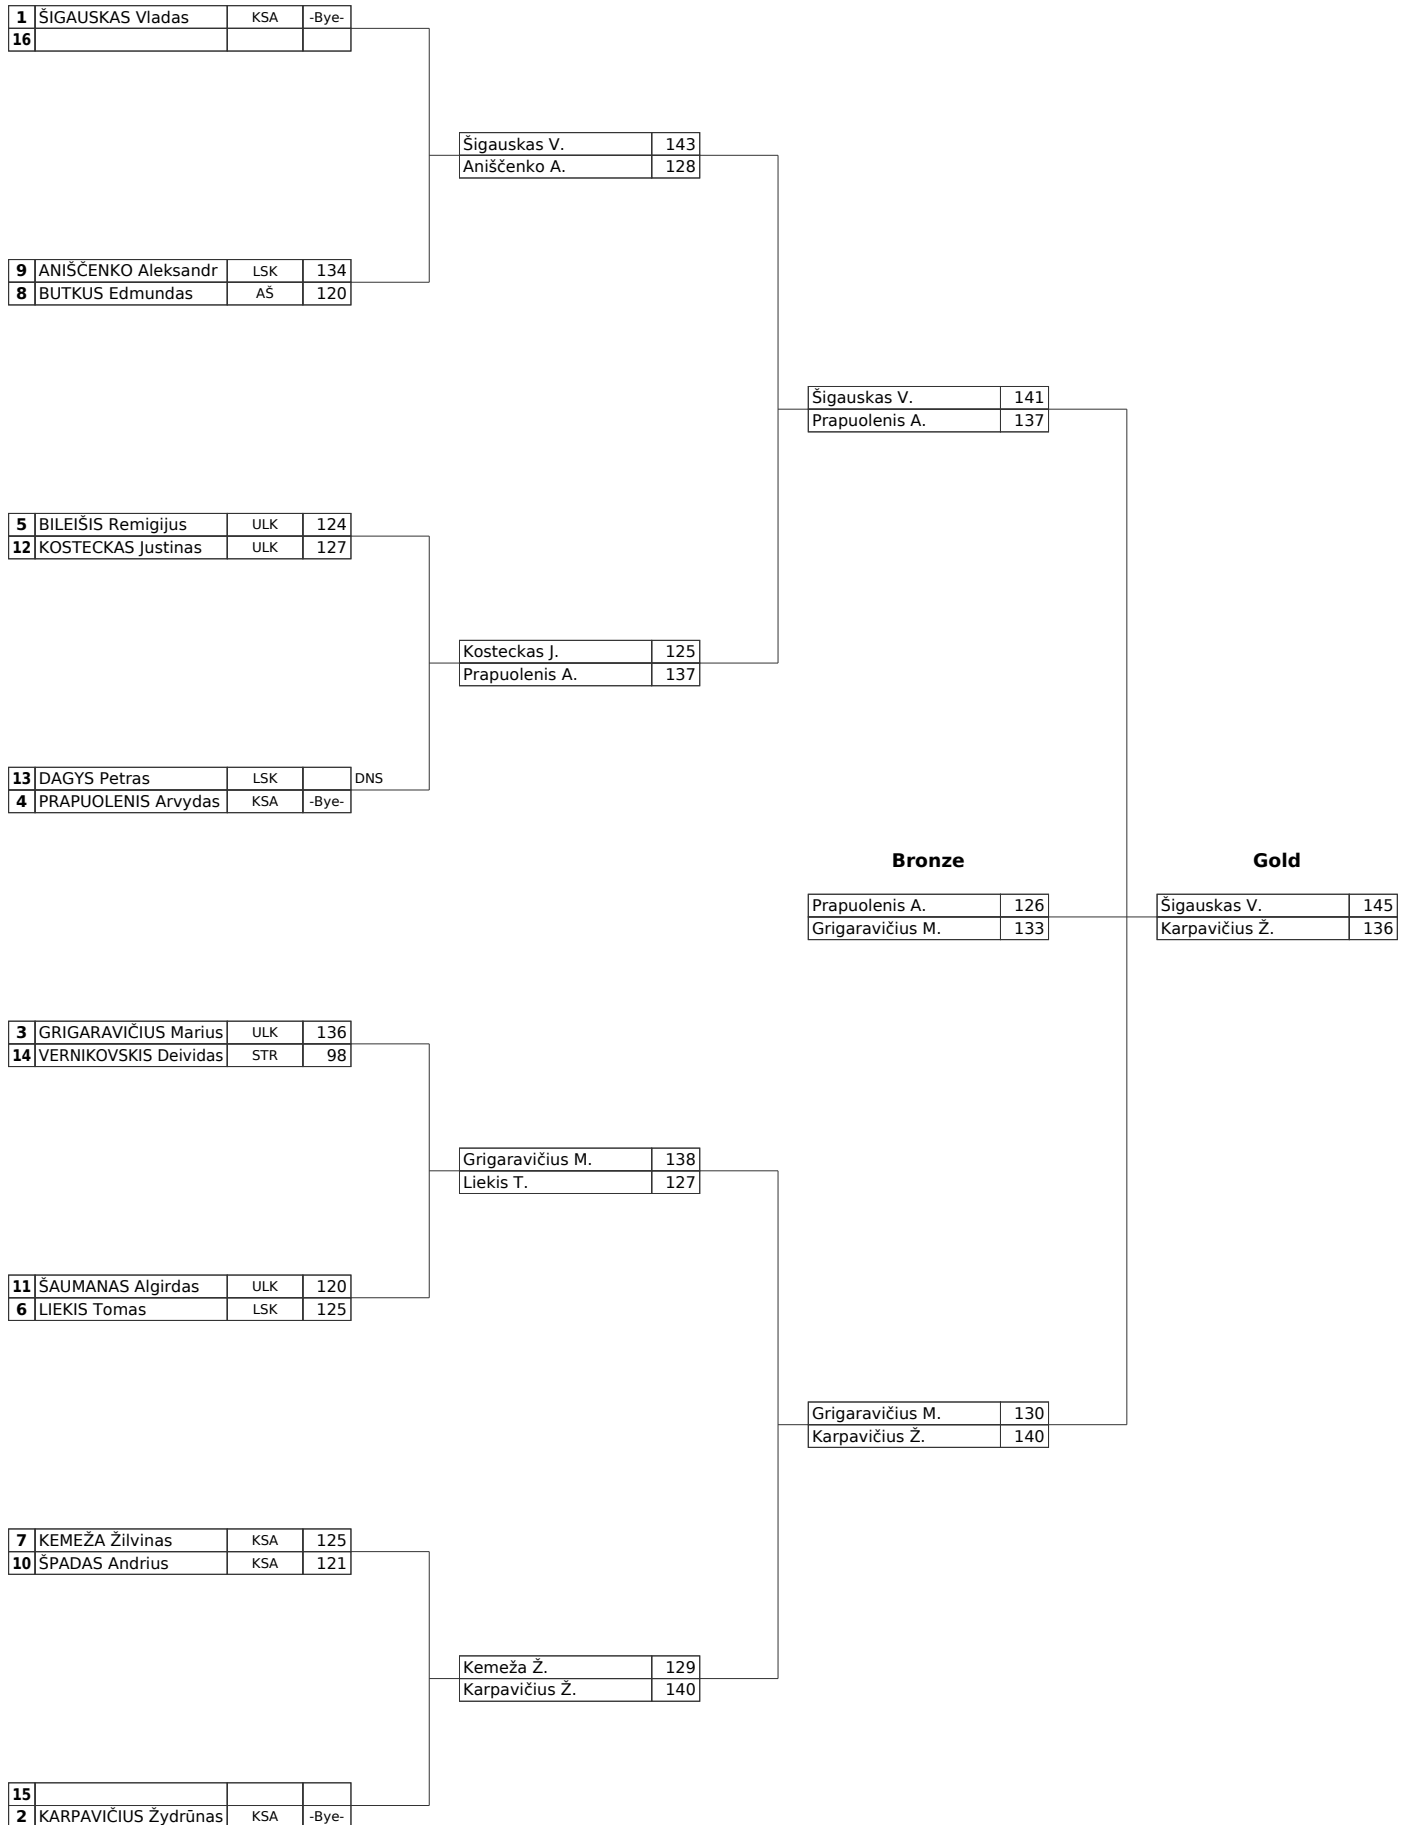 1 ŠIGAUSKAS Vladas KSA -Bye-
16
Šigauskas V. 143
Aniščenko A. 128
9 ANIŠČENKO Aleksandr LSK 134
8 BUTKUS Edmundas AŠ 120
Šigauskas V. 141
Prapuolenis A. 137
5 BILEIŠIS Remigijus ULK 124
12 KOSTECKAS Justinas ULK 127
Kosteckas J. 125
Prapuolenis A. 137
13 DAGYS Petras LSK DNS
4 PRAPUOLENIS Arvydas KSA -Bye-
Bronze Gold
Prapuolenis A. 126 Šigauskas V. 145
Grigaravičius M. 133 Karpavičius Ž. 136
3 GRIGARAVIČIUS Marius ULK 136
14 VERNIKOVSKIS Deividas STR 98
Grigaravičius M. 138
Liekis T. 127
11 ŠAUMANAS Algirdas ULK 120
6 LIEKIS Tomas LSK 125
Grigaravičius M. 130
Karpavičius Ž. 140
7 KEMEŽA Žilvinas KSA 125
10 ŠPADAS Andrius KSA 121
Kemeža Ž. 129
Karpavičius Ž. 140
15
2 KARPAVIČIUS Žydrūnas KSA -Bye-